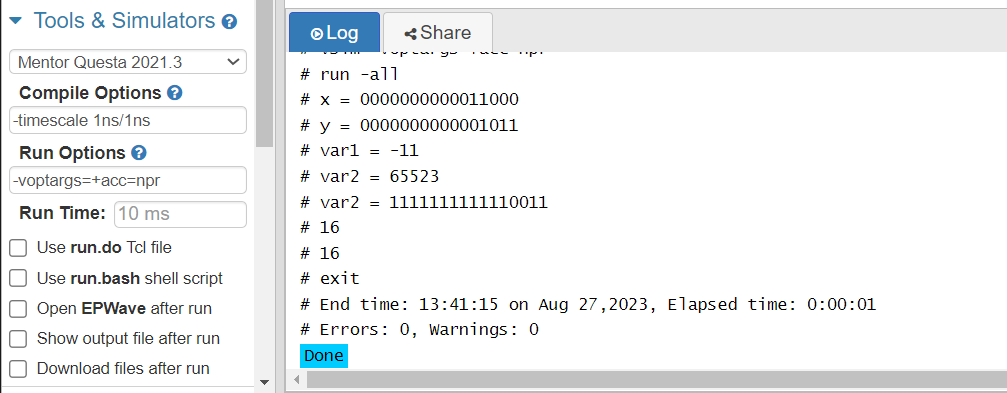 Tools & Simulators
Mentor Questa 2021.3
Compile Options
-timescale 1ns/1ns
Run Options
-voptargs=+acc=npr
Run Time: 10 ms
Use run.do Tcl file
Use run.bash shell script
Open EPWave after run
Show output file after run
Download files after run
Log
Share
# run -all
# x = 0000000000011000
# y = 0000000000001011
# var1 = -11
# var2 = 65523
# var2 = 1111111111110011
# 16
# 16
# exit
# End time: 13:41:15 on Aug 27,2023, Elapsed time: 0:00:01
# Errors: 0, Warnings: 0
Done